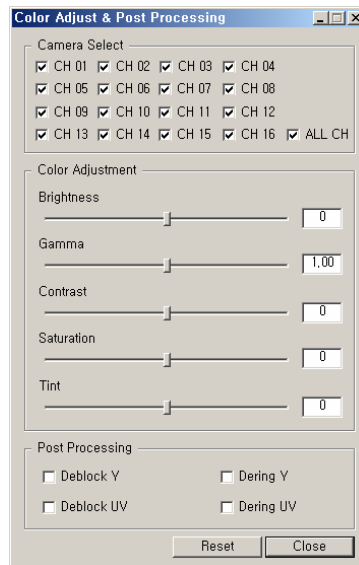 Color Adjust & Post Processing
Camera Select
CH 01 CH 02 CH 03 CH 04
CH 05 CH 06 CH 07 CH 08
CH 09 CH 10 CH 11 CH 12
CH 13 CH 14 CH 15 CH 16 ALL CH
Color Adjustment
Brightness
0
Gamma
1,00
Contrast
0
Saturation
0
Tint
0
Post Processing
Deblock Y Dering Y
Deblock UV Dering UV
Reset Close